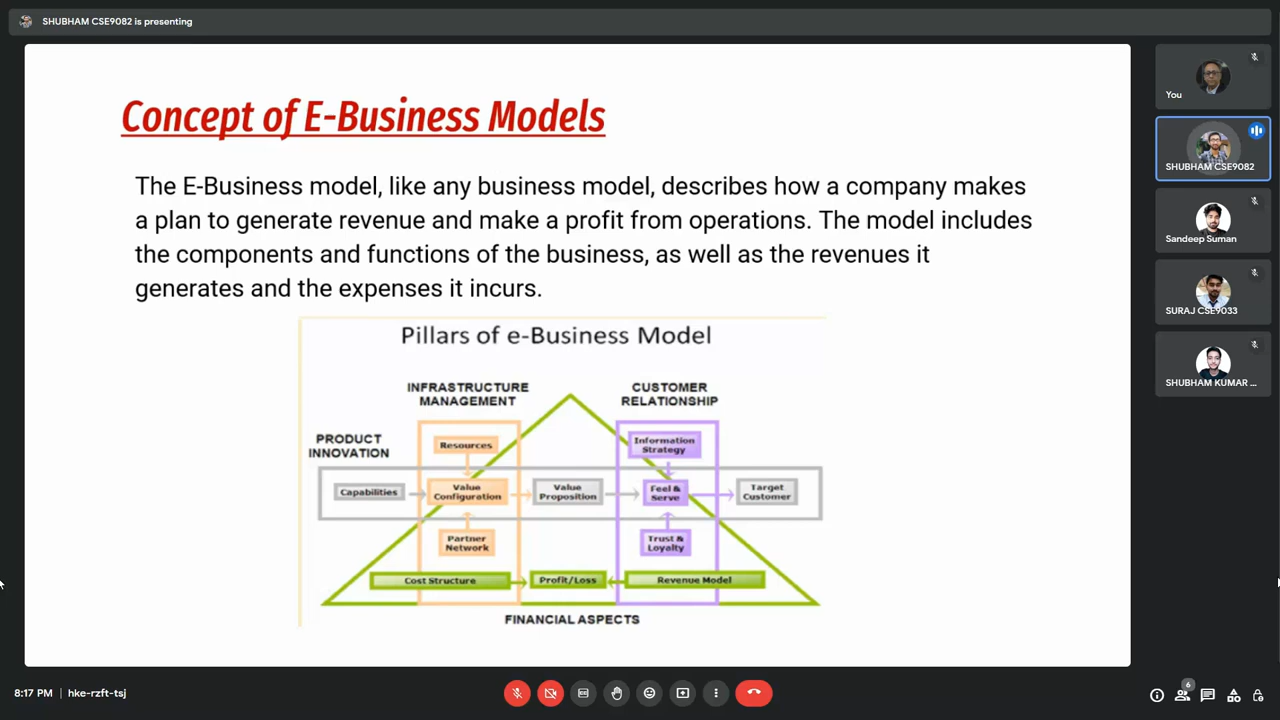 SHUBHAM CSE9082 is presenting
Concept of E-Business Models
The E-Business model, like any business model, describes how a company makes
a plan to generate revenue and make a profit from operations. The model includes
the components and functions of the business, as well as the revenues it
generates and the expenses it incurs.
Pillars of e-Business Model
INFRASTRUCTURE
MANAGEMENT
CUSTOMER
RELATIONSHIP
PRODUCT
INNOVATION
Resources
Information
Strategy
Capabilities
Value
Configuration
Value
Proposition
Feel &
Serve
Target
Customer
Partner
Network
Trust &
Loyalty
Cost Structure
Profit/Loss
Revenue Model
FINANCIAL ASPECTS
You
SHUBHAM CSE9082
Sandeep Suman
SURAJ CSE9033
SHUBHAM KUMAR ...
8:17 PM | hke-rzft-tsj
6